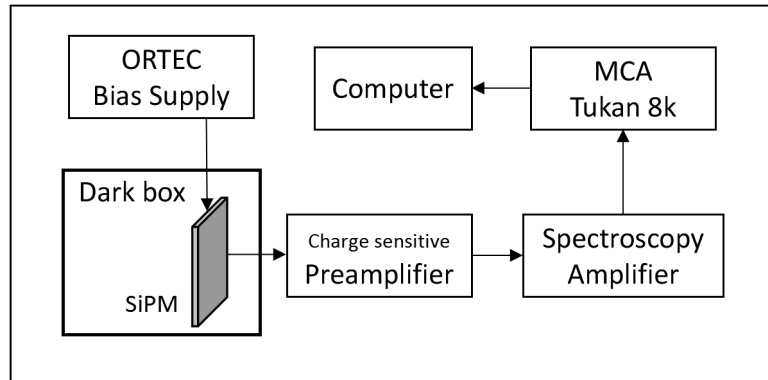 ORTEC
Bias Supply
Computer
MCA
Tukan 8k
Dark box
SiPM
Charge sensitive
Preamplifier
Spectroscopy
Amplifier